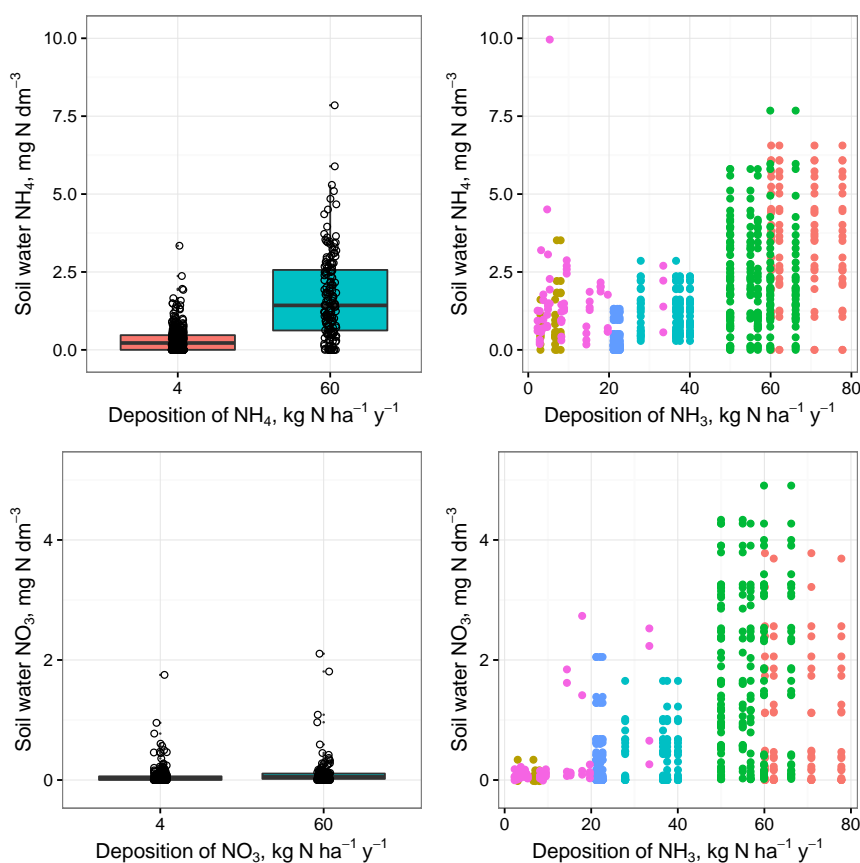 10.0
7.5
5.0
2.5
0.0
Soil water NH₄, mg N dm⁻³
4 60
Deposition of NH₄, kg N ha⁻¹ y⁻¹
10.0
7.5
5.0
2.5
0.0
Soil water NH₄, mg N dm⁻³
0 20 40 60 80
Deposition of NH₃, kg N ha⁻¹ y⁻¹
4
2
0
Soil water NO₃, mg N dm⁻³
4 60
Deposition of NO₃, kg N ha⁻¹ y⁻¹
4
2
0
Soil water NO₃, mg N dm⁻³
0 20 40 60 80
Deposition of NH₃, kg N ha⁻¹ y⁻¹